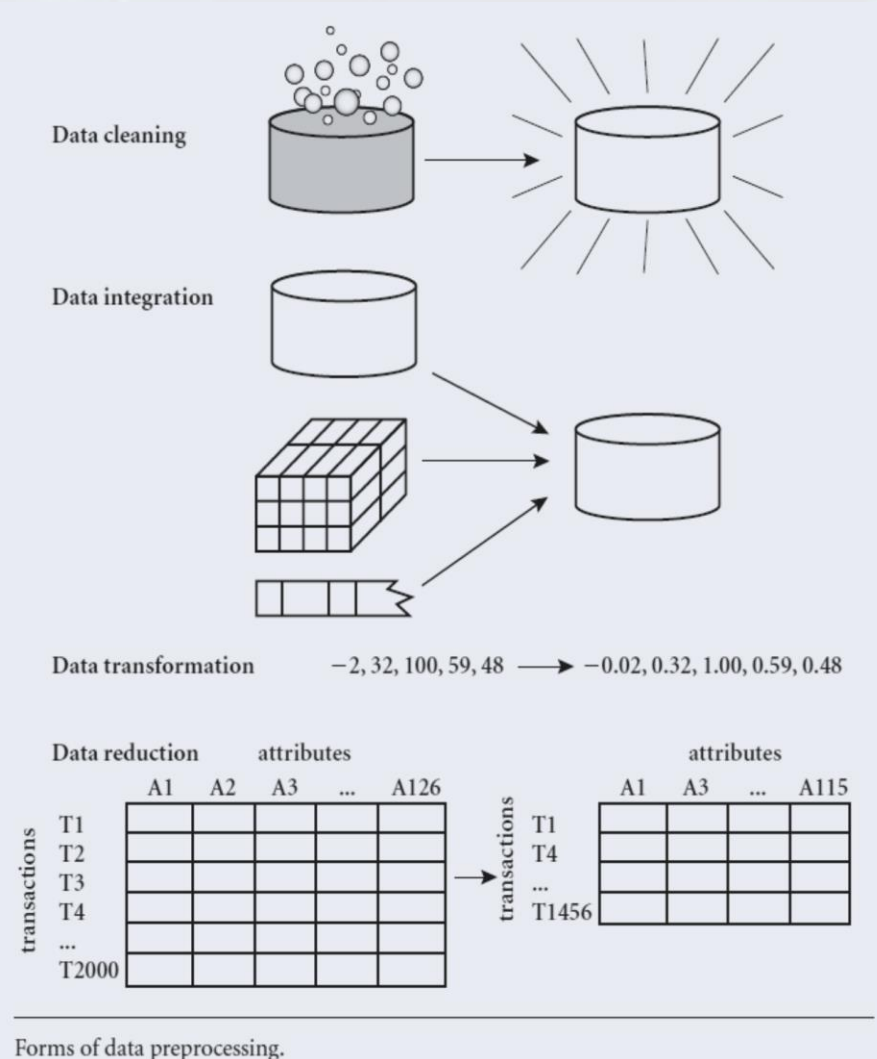 Data cleaning
Data integration
Data transformation −2, 32, 100, 59, 48 −0.02, 0.32, 1.00, 0.59, 0.48
Data reduction attributes attributes
A1 A2 A3 ... A126 A1 A3 ... A115
transactions
T1
T2
T3
T4
...
T2000
transactions
T1
T4
...
T1456
Forms of data preprocessing.